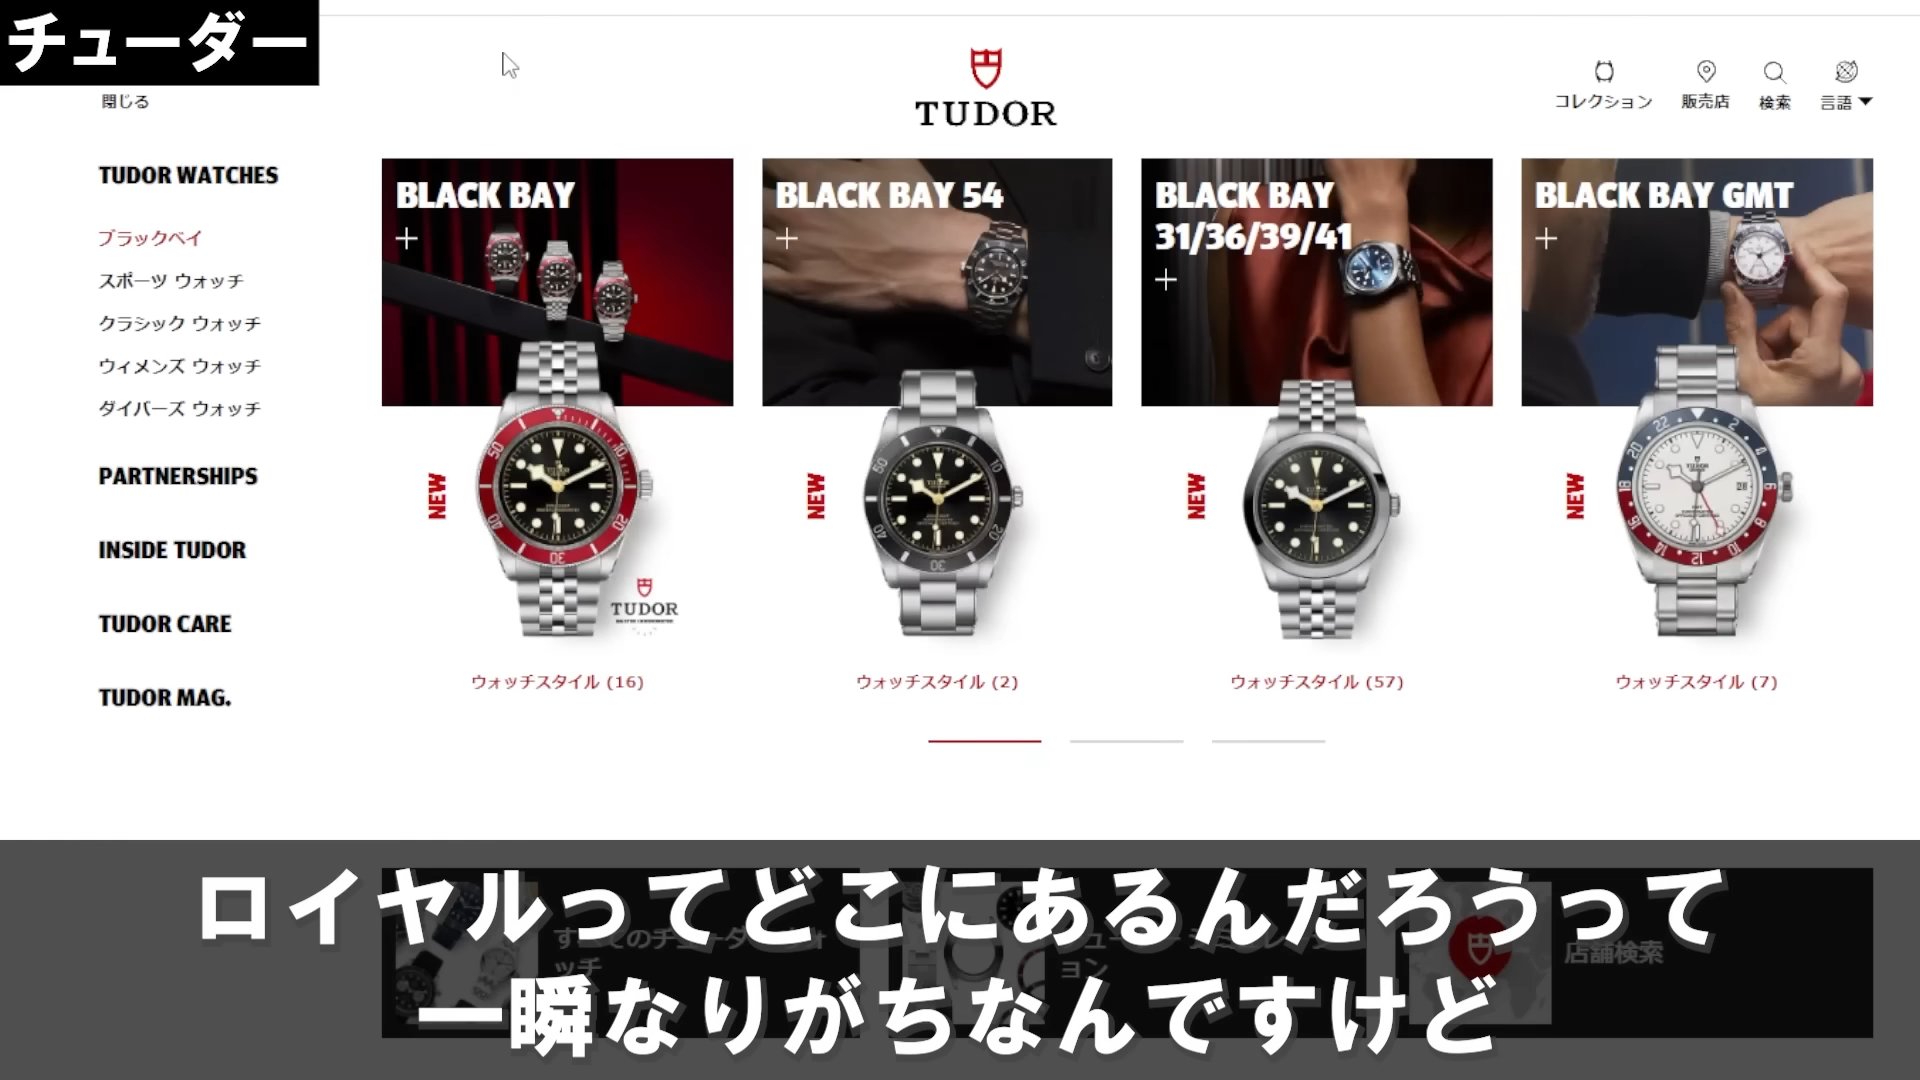 チューダー
閉じる
TUDOR
コレクション
販売店
検索
言語
TUDOR WATCHES
ブラックベイ
スポーツ ウォッチ
クラシック ウォッチ
ウィメンズ ウォッチ
ダイバーズ ウォッチ
PARTNERSHIPS
INSIDE TUDOR
TUDOR CARE
TUDOR MAG.
BLACK BAY
NEW
TUDOR
ウォッチスタイル (16)
BLACK BAY 54
NEW
ウォッチスタイル (2)
BLACK BAY
31/36/39/41
NEW
ウォッチスタイル (57)
BLACK BAY GMT
NEW
ウォッチスタイル (7)
ロイヤルってどこにあるんだろうって
一瞬なりがちなんですけど
店舗検索